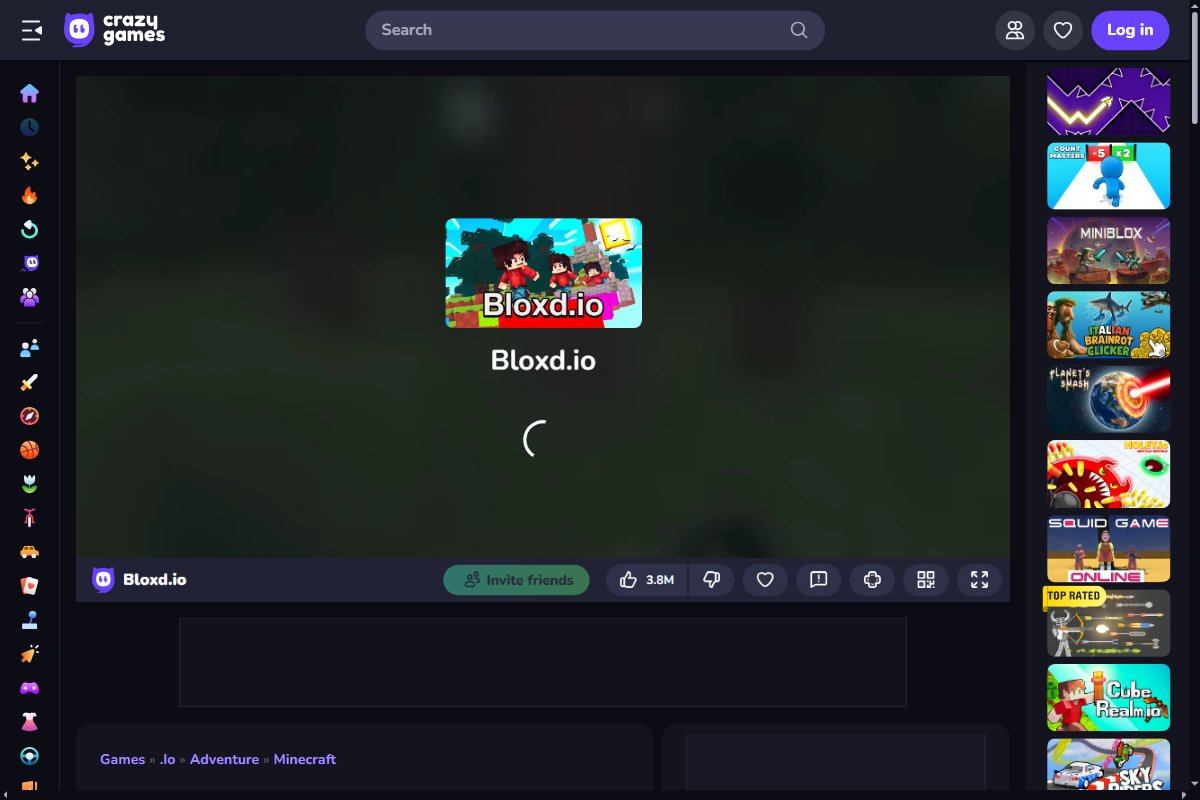 crazy
games
Search
Log in
COUNT
MASTERS
-5
x2
MINIBLOX
ITALIAN
BRAINROT
CLICKER
PLANET'S
SMASH
HOLEY.IO
SQUID GAME
ONLINE
TOP RATED
Cube
Realm.io
SKY
RIDERS
Bloxd.io
Bloxd.io
Bloxd.io
Invite friends
3.8M
Games » .Io » Adventure » Minecraft